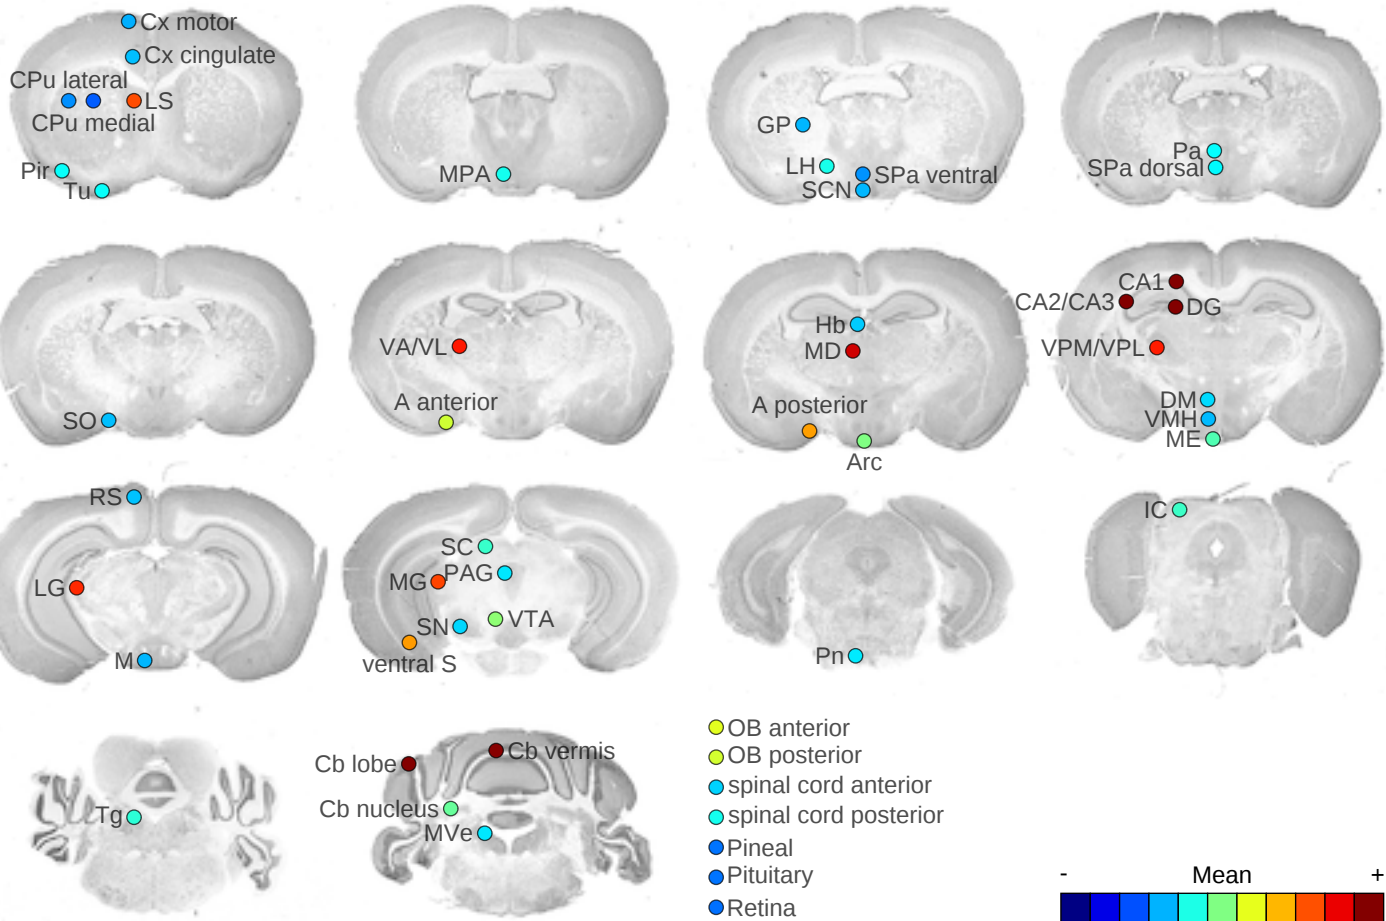 Cx motor
Cx cingulate
CPu lateral
LS
CPu medial
Pir
Tu
MPA
GP
LH
SPa ventral
SCN
Pa
SPa dorsal
SO
VA/VL
A anterior
Hb
MD
A posterior
Arc
CA1
CA2/CA3
DG
VPM/VPL
DM
VMH
ME
RS
LG
M
SC
MG
PAG
SN
VTA
ventral S
Pn
IC
Tg
Cb lobe
Cb vermis
Cb nucleus
MVe
OB anterior
OB posterior
spinal cord anterior
spinal cord posterior
Pineal
Pituitary
Retina
- Mean +